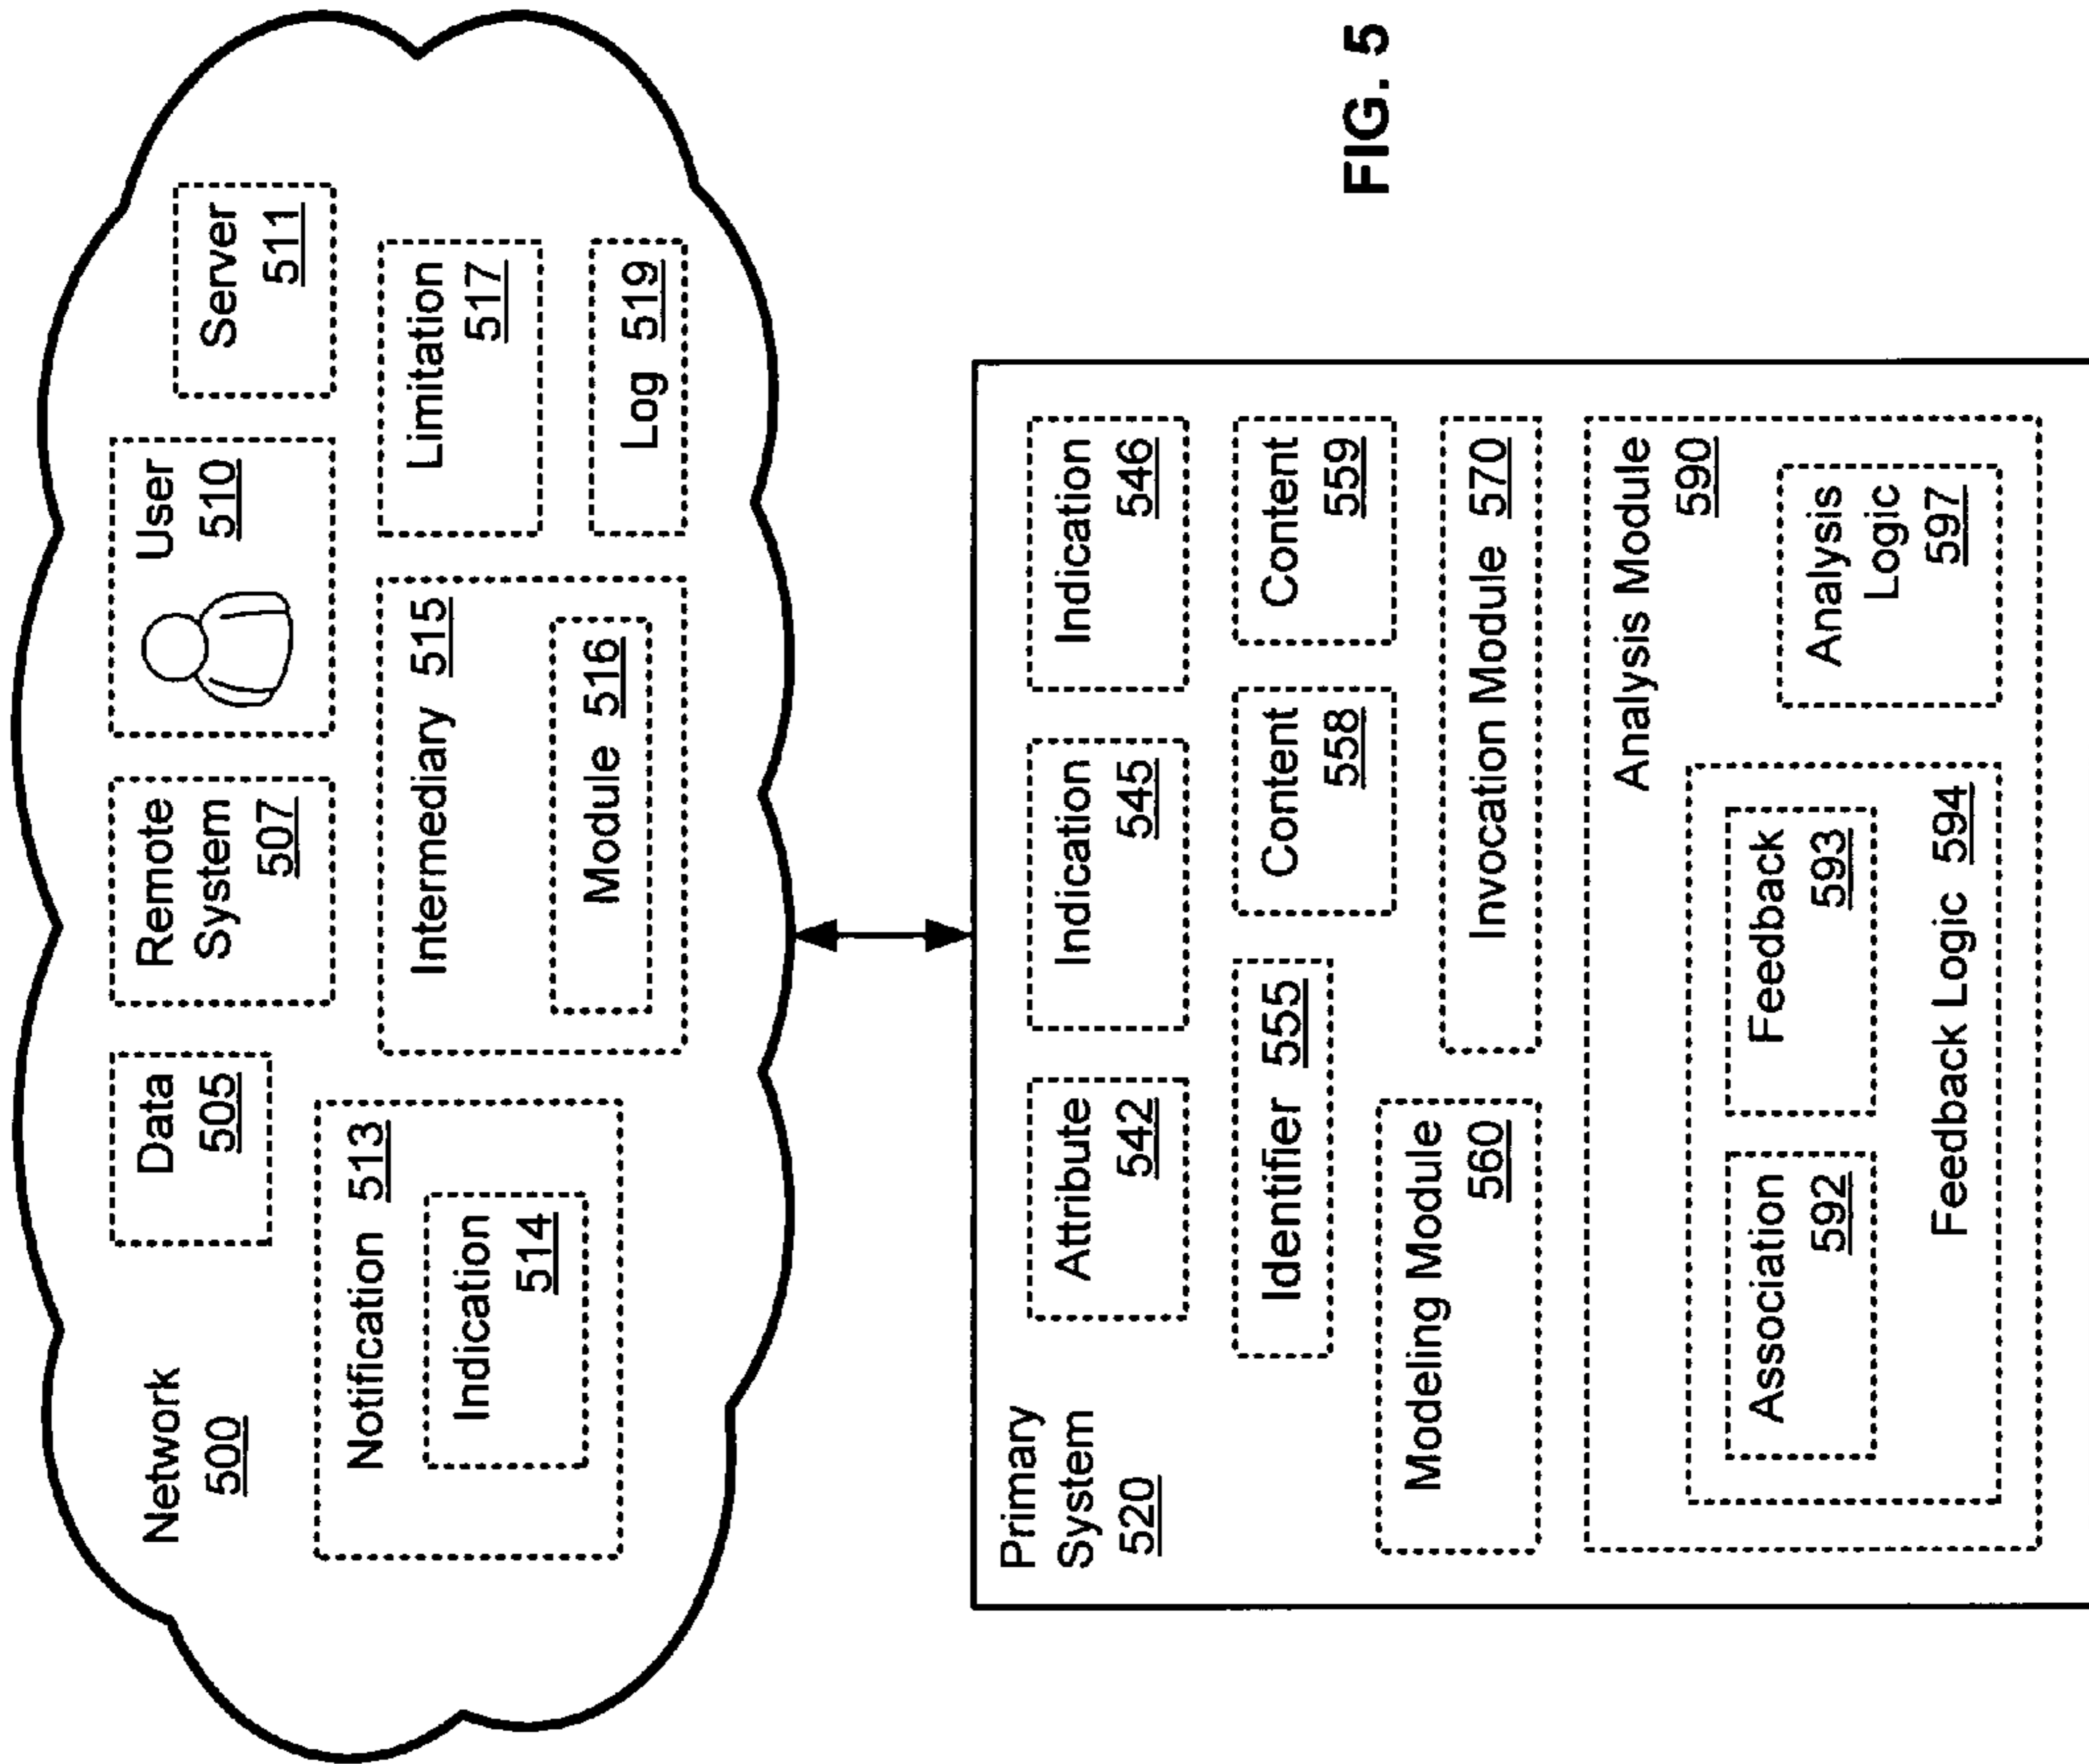 Network
500
Data
505
Remote
System
507
User
510
Server
511
Notification 513
Indication
514
Intermediary 515
Module 516
Limitation
517
Log 519
Primary
System
520
Attribute
542
Indication
545
Indication
546
Identifier 555
Content
558
Content
559
Modeling Module
560
Invocation Module 570
Analysis Module
590
Association
592
Feedback
593
Feedback Logic 594
Analysis
Logic
597
FIG. 5